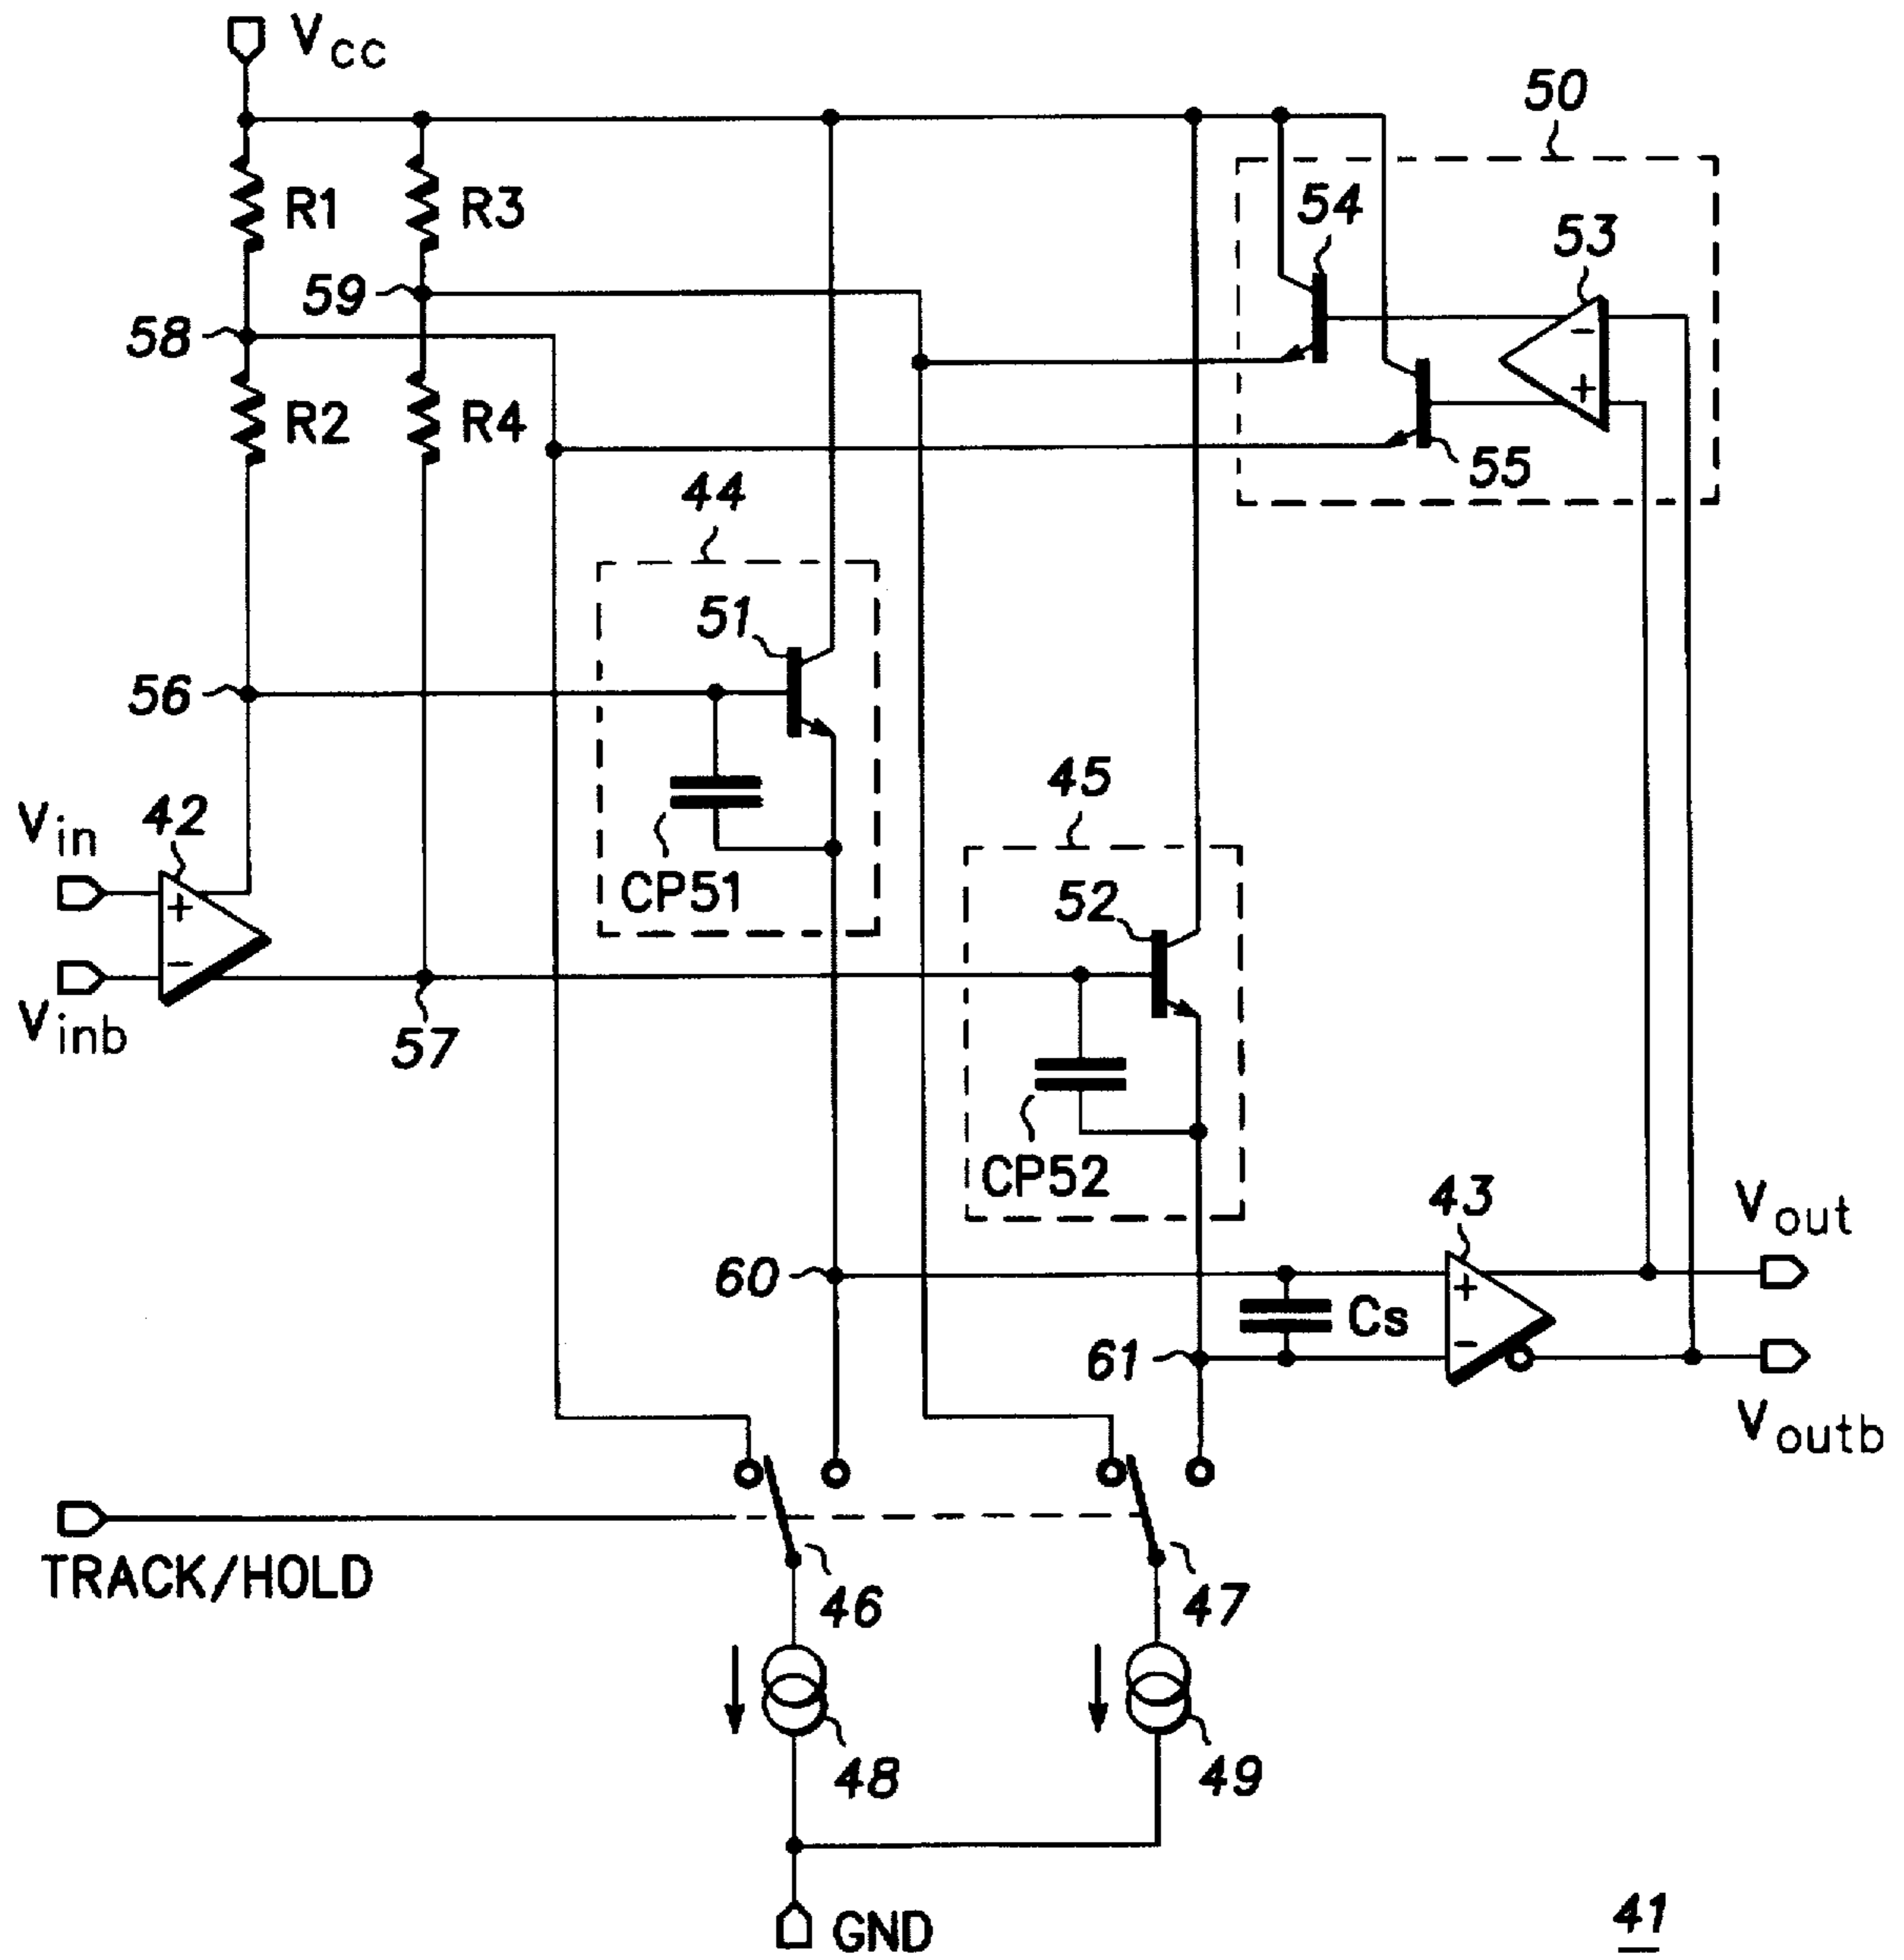 Vcc
50
54
53
R1
R3
59
58
R2
R4
55
44
51
56
45
Vin
42
CP51
52
Vinb
57
CP52
43
Vout
60
Cs
61
Voutb
TRACK/HOLD
46
47
48
49
GND
41
+
−
+
−
+
−
−
+